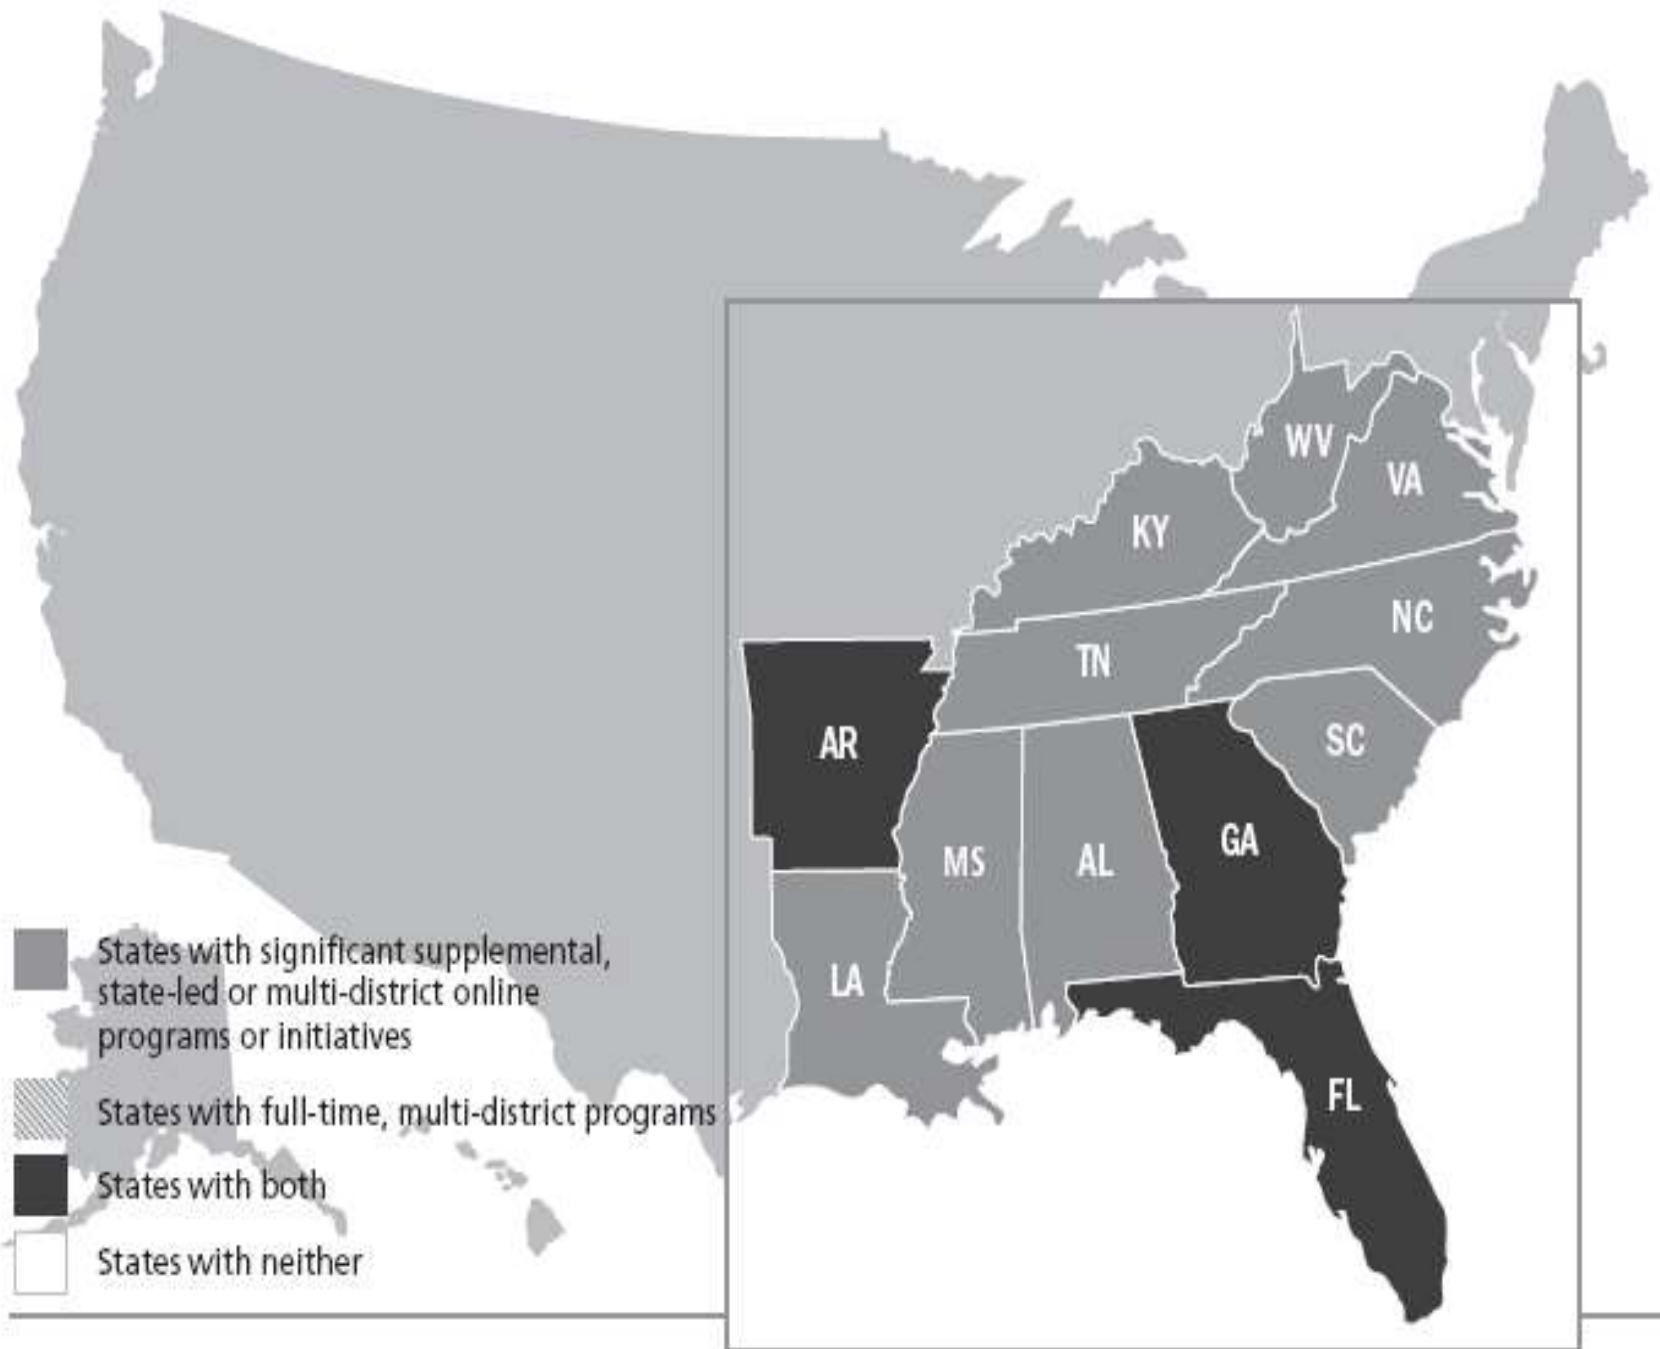 WV
VA
KY
NC
TN
SC
AR
GA
MS
AL
LA
FL
States with significant supplemental,
state-led or multi-district online
programs or initiatives
States with full-time, multi-district programs
States with both
States with neither